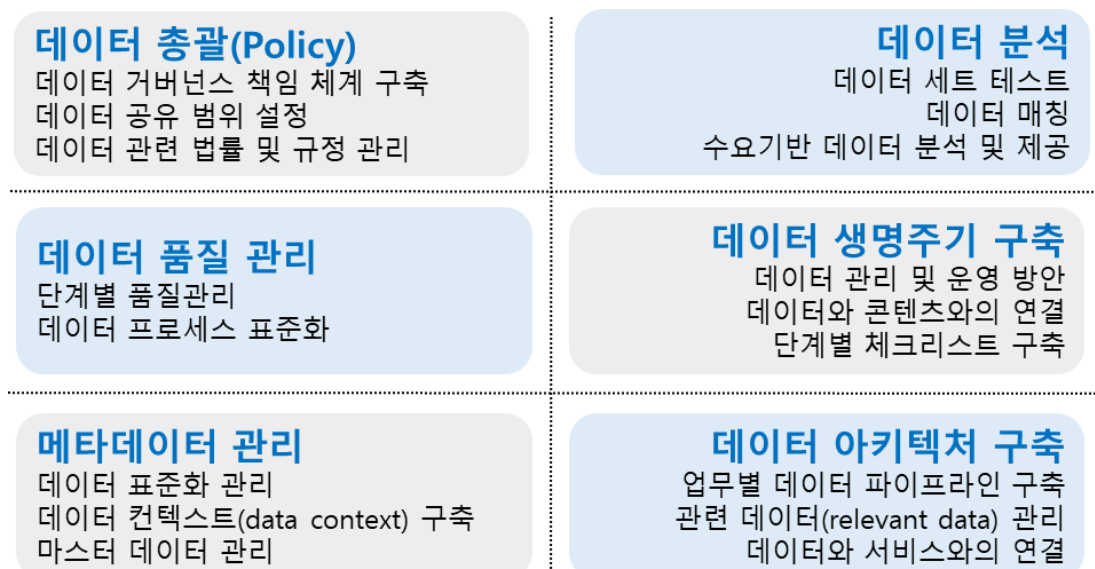 데이터 총괄(Policy)
데이터 거버넌스 책임 체계 구축
데이터 공유 범위 설정
데이터 관련 법률 및 규정 관리
데이터 분석
데이터 세트 테스트
데이터 매칭
수요기반 데이터 분석 및 제공
데이터 품질 관리
단계별 품질관리
데이터 프로세스 표준화
데이터 생명주기 구축
데이터 관리 및 운영 방안
데이터와 콘텐츠와의 연결
단계별 체크리스트 구축
메타데이터 관리
데이터 표준화 관리
데이터 컨텍스트(data context) 구축
마스터 데이터 관리
데이터 아키텍처 구축
업무별 데이터 파이프라인 구축
관련 데이터(relevant data) 관리
데이터와 서비스와의 연결